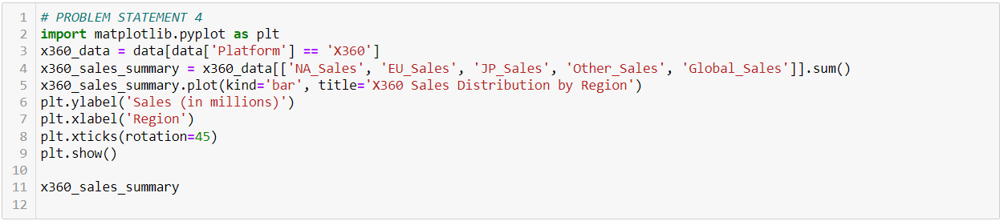 1 # PROBLEM STATEMENT 4
2 import matplotlib.pyplot as plt
3 x360_data = data[data['Platform'] == 'X360']
4 x360_sales_summary = x360_data[['NA_Sales', 'EU_Sales', 'JP_Sales', 'Other_Sales', 'Global_Sales']].sum()
5 x360_sales_summary.plot(kind='bar', title='X360 Sales Distribution by Region')
6 plt.ylabel('Sales (in millions)')
7 plt.xlabel('Region')
8 plt.xticks(rotation=45)
9 plt.show()
10
11 x360_sales_summary
12